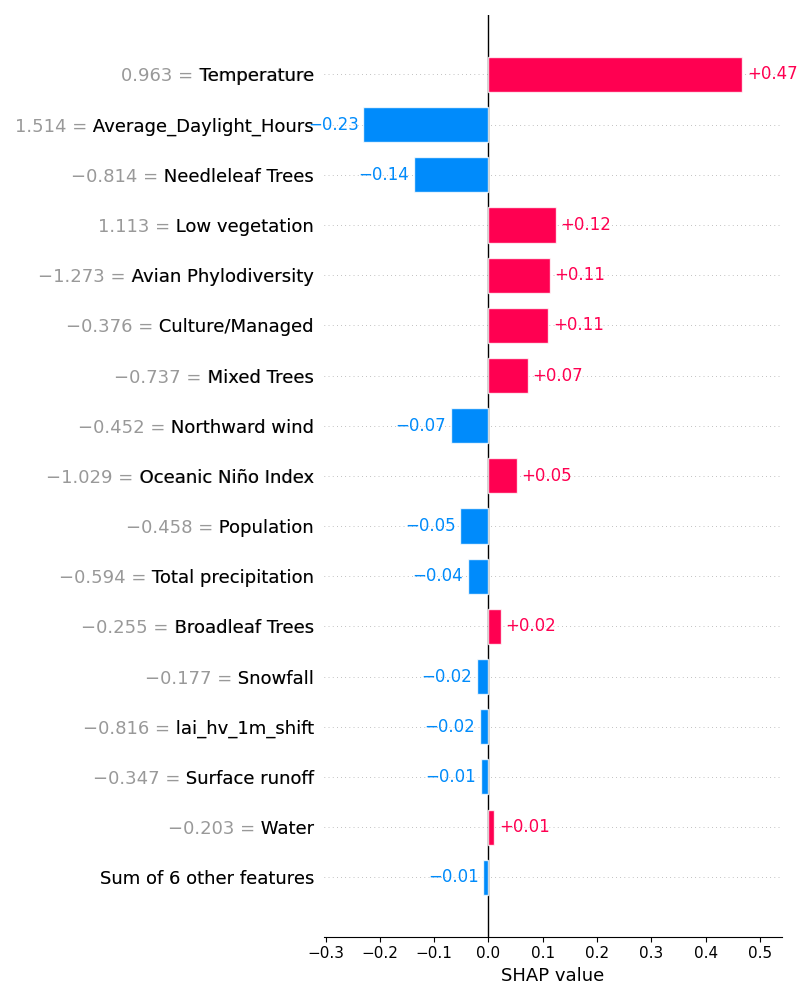 0.963 = Temperature +0.47
1.514 = Average_Daylight_Hours −0.23
−0.814 = Needleleaf Trees −0.14
1.113 = Low vegetation +0.12
−1.273 = Avian Phylodiversity +0.11
−0.376 = Culture/Managed +0.11
−0.737 = Mixed Trees +0.07
−0.452 = Northward wind −0.07
−1.029 = Oceanic Niño Index +0.05
−0.458 = Population −0.05
−0.594 = Total precipitation −0.04
−0.255 = Broadleaf Trees +0.02
−0.177 = Snowfall −0.02
−0.816 = lai_hv_1m_shift −0.02
−0.347 = Surface runoff −0.01
−0.203 = Water +0.01
Sum of 6 other features −0.01
−0.3 −0.2 −0.1 0.0 0.1 0.2 0.3 0.4 0.5
SHAP value